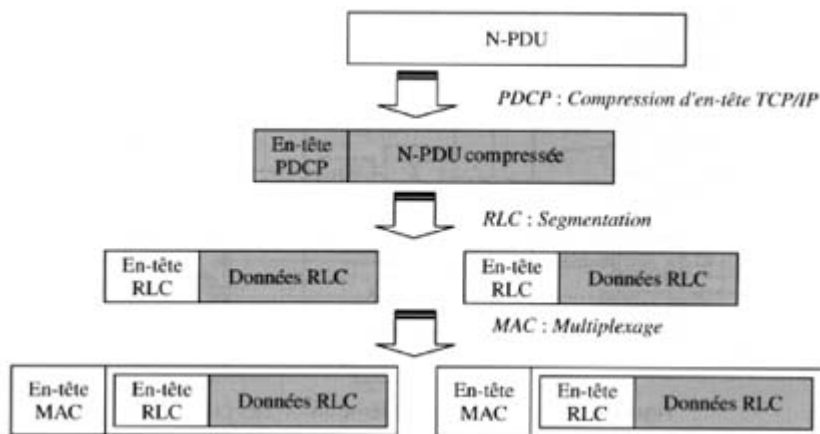 N-PDU
PDCP : Compression d'en-tête TCP/IP
En-tête PDCP
N-PDU compressée
RLC : Segmentation
En-tête RLC
Données RLC
En-tête RLC
Données RLC
MAC : Multiplexage
En-tête MAC
En-tête RLC
Données RLC
En-tête MAC
En-tête RLC
Données RLC